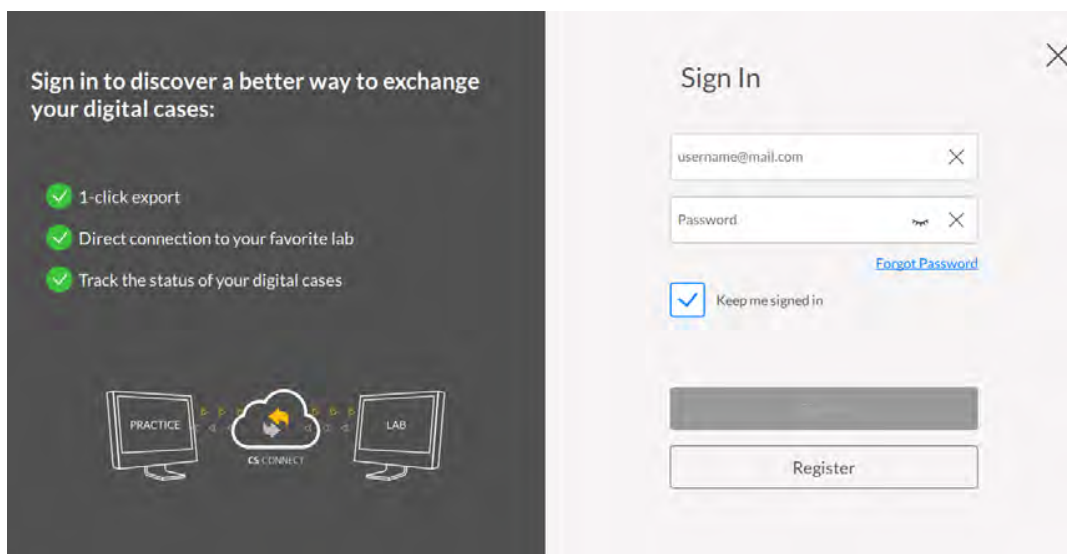 Sign in to discover a better way to exchange
your digital cases:
1-click export
Direct connection to your favorite lab
Track the status of your digital cases
PRACTICE
LAB
CS CONNECT
Sign In
username@mail.com
Password
Forgot Password
Keep me signed in
Register